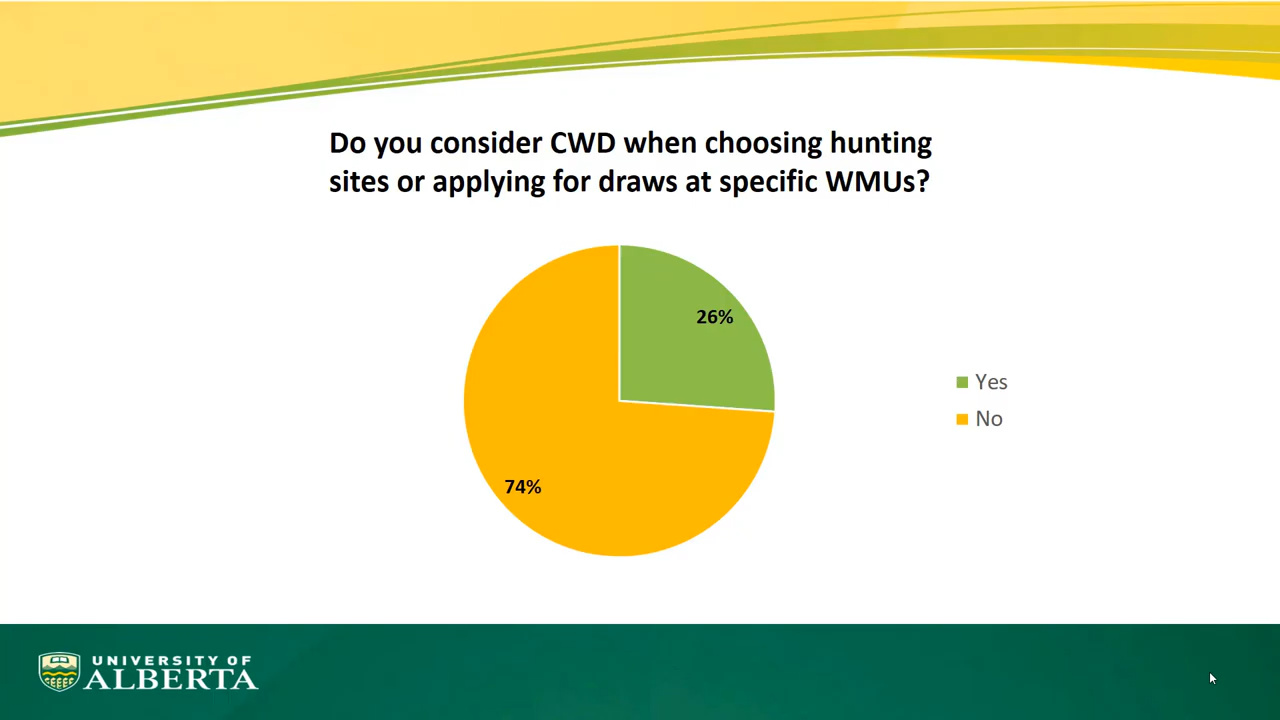 Do you consider CWD when choosing hunting
sites or applying for draws at specific WMUs?
26%
74%
Yes
No
UNIVERSITY OF
ALBERTA